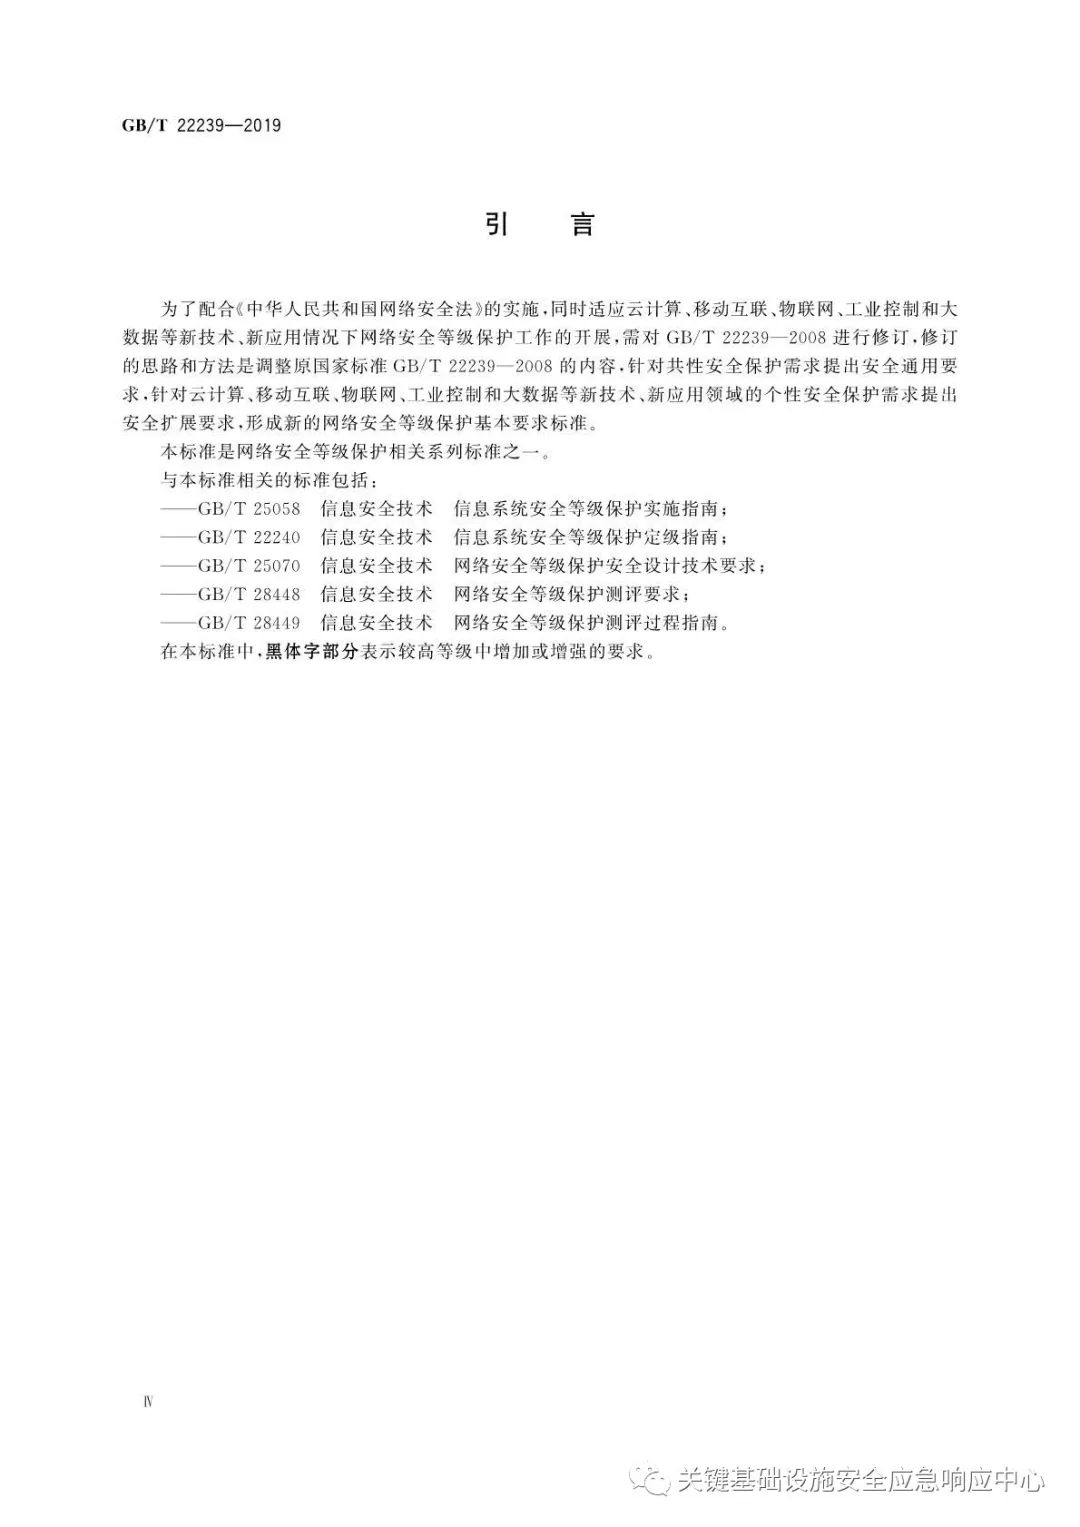 GB/T 22239—2019
引　　言
为了配合《中华人民共和国网络安全法》的实施,同时适应云计算、移动互联、物联网、工业控制和大
数据等新技术、新应用情况下网络安全等级保护工作的开展,需对 GB/T 22239—2008 进行修订,修订
的思路和方法是调整原国家标准 GB/T 22239—2008 的内容,针对共性安全保护需求提出安全通用要
求,针对云计算、移动互联、物联网、工业控制和大数据等新技术、新应用领域的个性安全保护需求提出
安全扩展要求,形成新的网络安全等级保护基本要求标准。
本标准是网络安全等级保护相关系列标准之一。
与本标准相关的标准包括:
——GB/T 25058　信息安全技术　信息系统安全等级保护实施指南;
——GB/T 22240　信息安全技术　信息系统安全等级保护定级指南;
——GB/T 25070　信息安全技术　网络安全等级保护安全设计技术要求;
——GB/T 28448　信息安全技术　网络安全等级保护测评要求;
——GB/T 28449　信息安全技术　网络安全等级保护测评过程指南。
在本标准中,黑体字部分表示较高等级中增加或增强的要求。
Ⅳ
关键基础设施安全应急响应中心